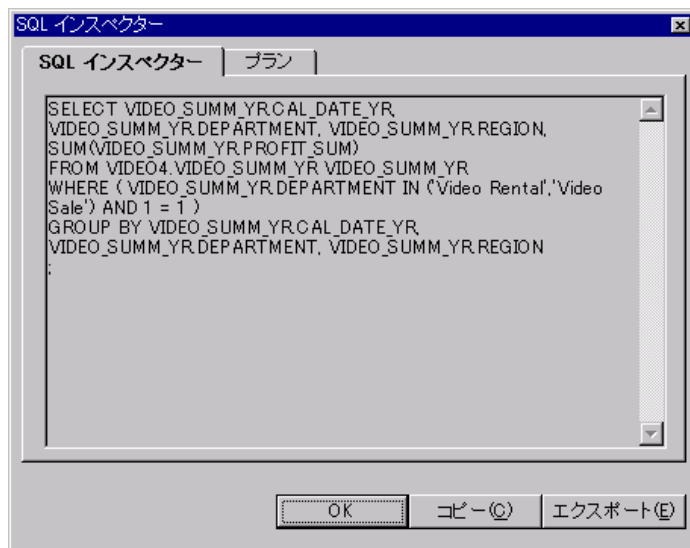 SQL インスペクター
SQL インスペクター プラン
SELECT VIDEO_SUMM_YR.CAL_DATE_YR,
VIDEO_SUMM_YR.DEPARTMENT, VIDEO_SUMM_YR.REGION,
SUM(VIDEO_SUMM_YR.PROFIT_SUM)
FROM VIDEO4.VIDEO_SUMM_YR VIDEO_SUMM_YR
WHERE ( VIDEO_SUMM_YR.DEPARTMENT IN ('Video Rental','Video
Sale') AND 1 = 1 )
GROUP BY VIDEO_SUMM_YR.CAL_DATE_YR,
VIDEO_SUMM_YR.DEPARTMENT, VIDEO_SUMM_YR.REGION
;
OK コピー(C) エクスポート(E)